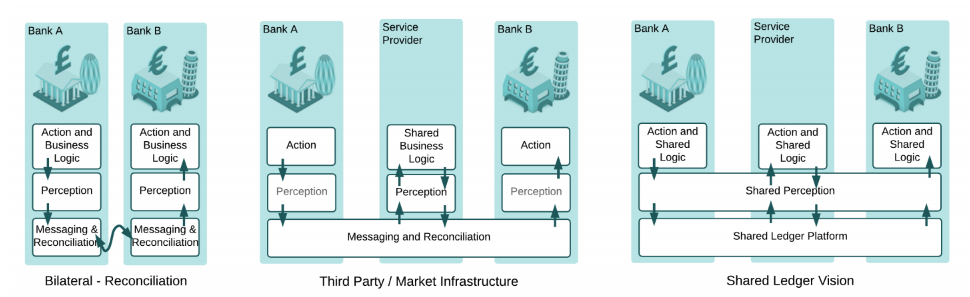 Bank A
Bank B
£
€
Action and
Business
Logic
Action and
Business
Logic
Perception
Perception
Messaging &
Reconciliation
Messaging &
Reconciliation
Bilateral - Reconciliation
Bank A
Service
Provider
Bank B
£
€
Action
Shared
Business
Logic
Action
Perception
Perception
Perception
Messaging and Reconciliation
Third Party / Market Infrastructure
Bank A
Service
Provider
Bank B
£
€
Action and
Shared
Logic
Action and
Shared
Logic
Action and
Shared
Logic
Shared Perception
Shared Ledger Platform
Shared Ledger Vision